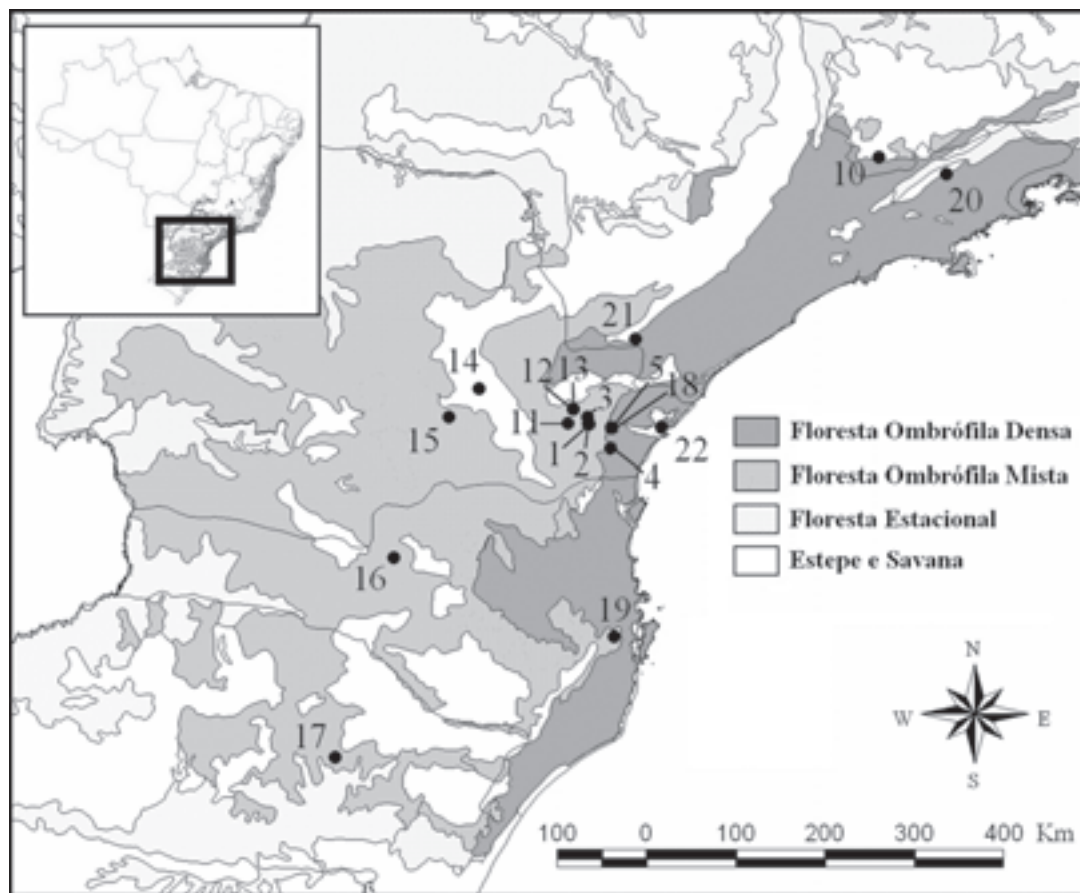 10
20
21
14
12 13
3
5
18
15
11
1
2
4
22
16
19
17
Floresta Ombrófila Densa
Floresta Ombrófila Mista
Floresta Estacional
Estepe e Savana
N
W E
S
100 0 100 200 300 400 Km